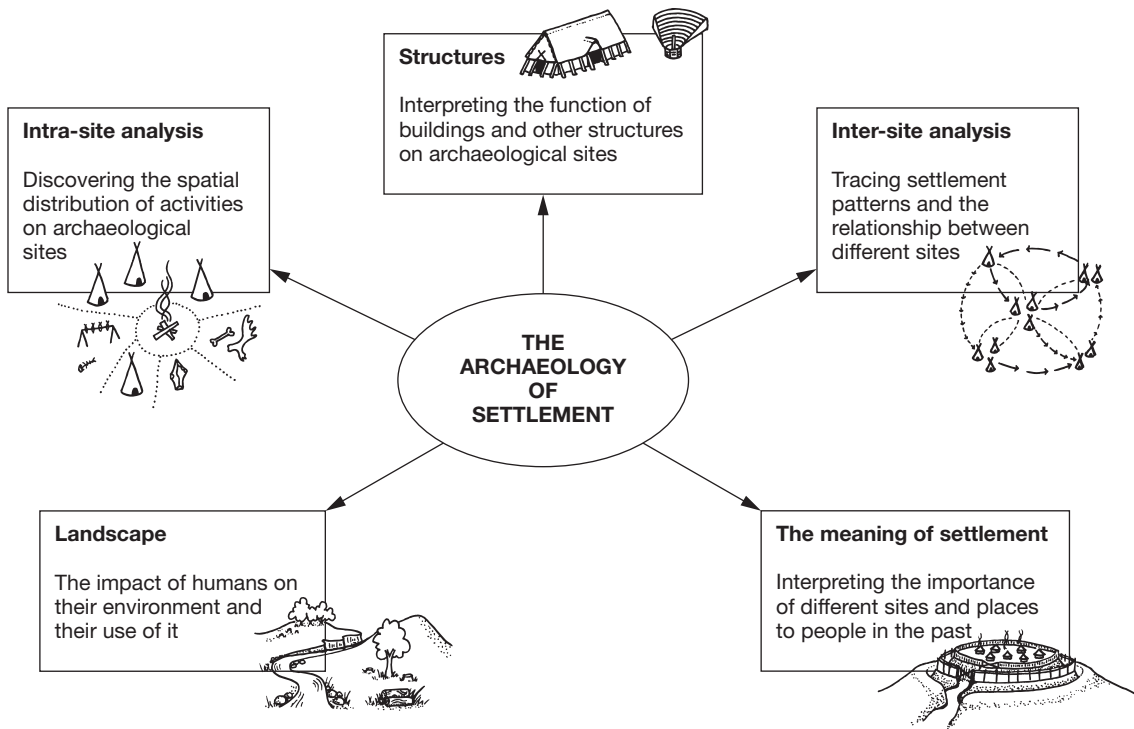 Structures
Interpreting the function of
buildings and other structures
on archaeological sites
Intra-site analysis
Discovering the spatial
distribution of activities
on archaeological
sites
Inter-site analysis
Tracing settlement
patterns and the
relationship between
different sites
THE
ARCHAEOLOGY
OF
SETTLEMENT
Landscape
The impact of humans on
their environment and
their use of it
The meaning of settlement
Interpreting the importance
of different sites and places
to people in the past